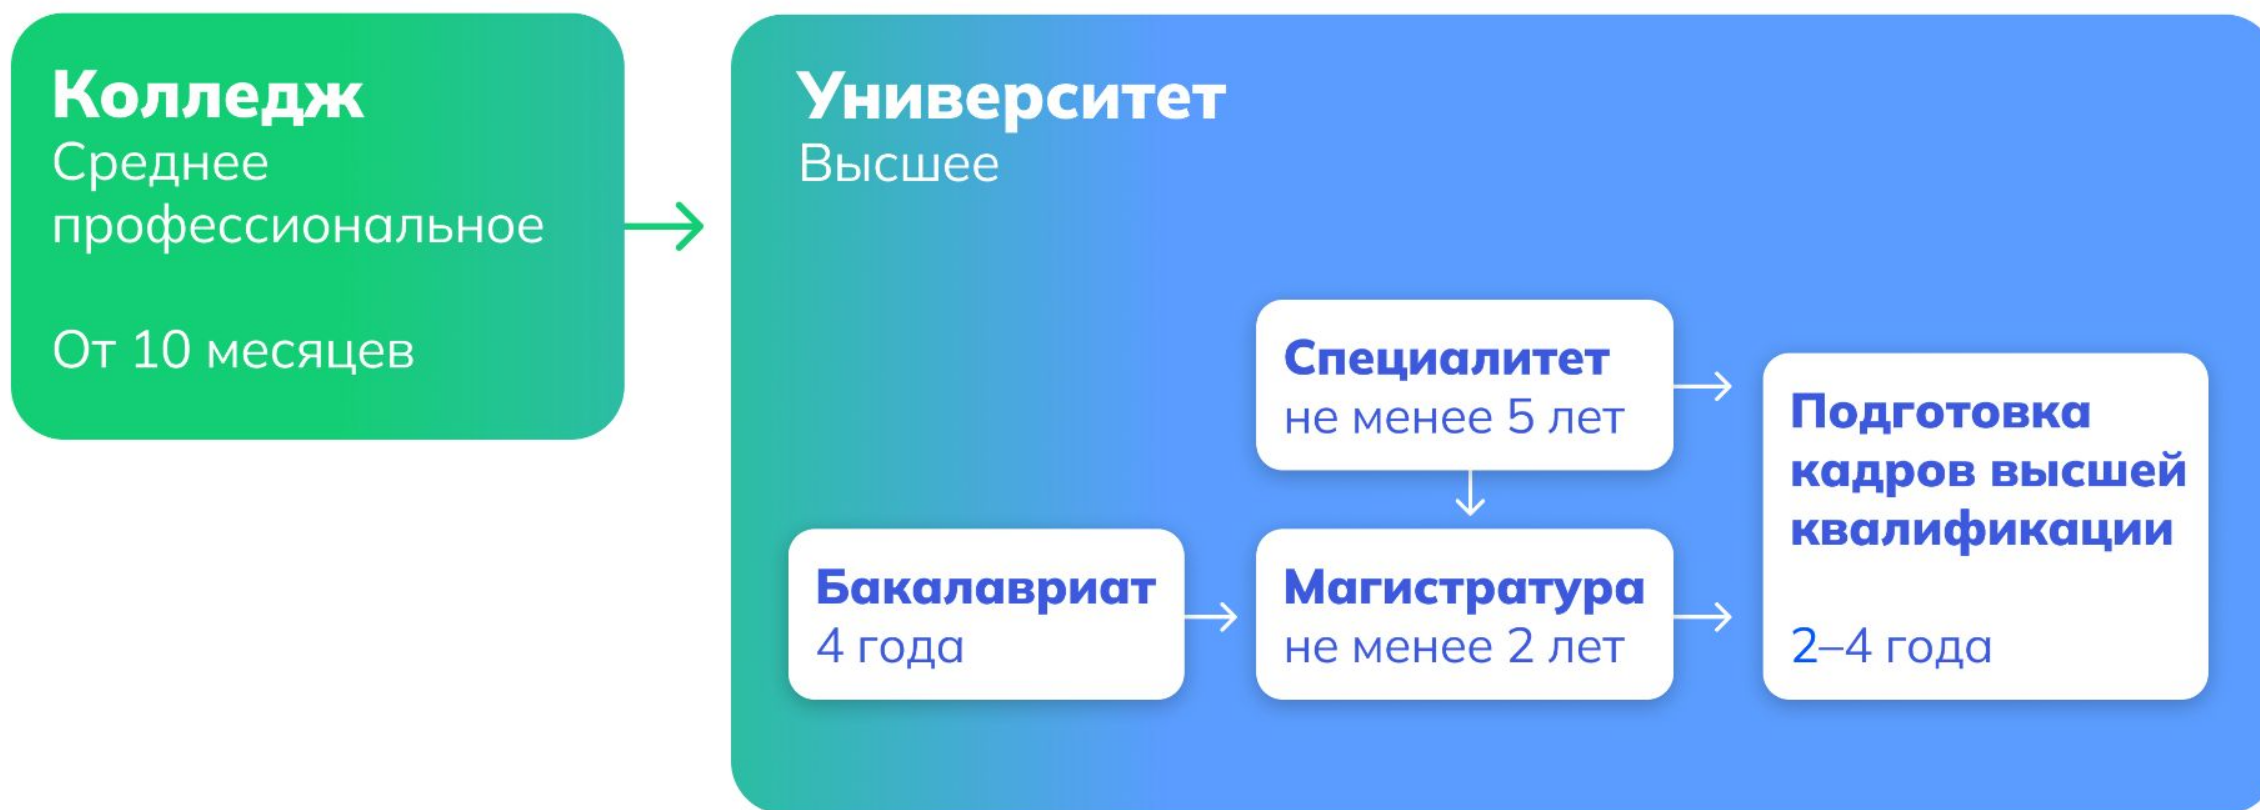 Колледж
Среднее
профессиональное
От 10 месяцев
Университет
Высшее
Специалитет
не менее 5 лет
Бакалавриат
4 года
Магистратура
не менее 2 лет
Подготовка
кадров высшей
квалификации
2–4 года